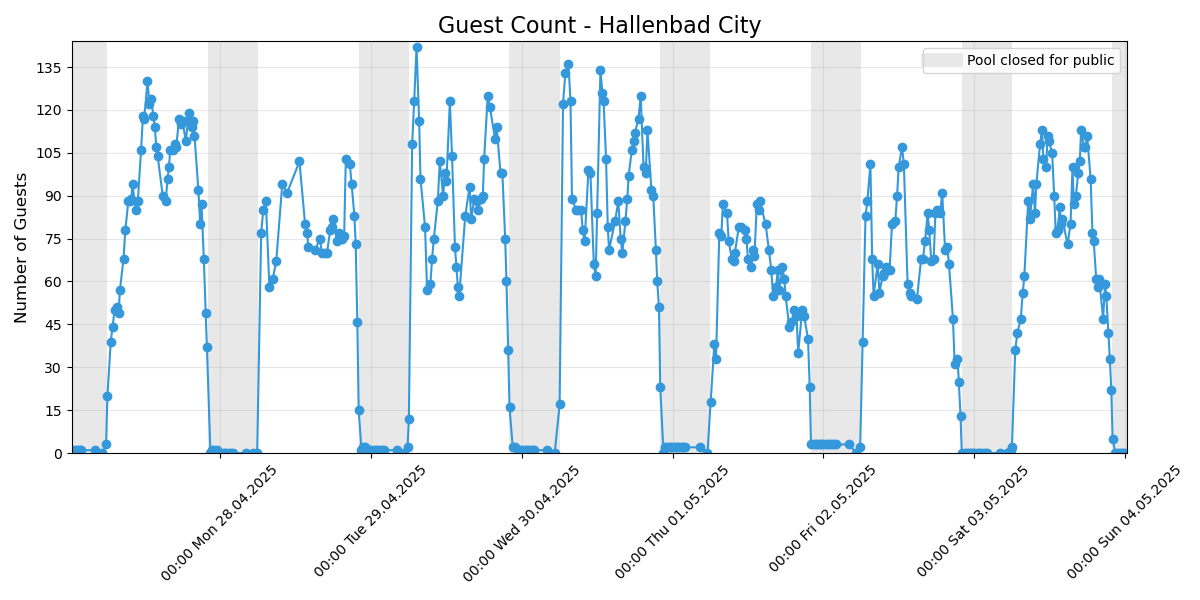 Guest Count - Hallenbad City
Pool closed for public
Number of Guests
135
120
105
90
75
60
45
30
15
0
00:00 Mon 28.04.2025
00:00 Tue 29.04.2025
00:00 Wed 30.04.2025
00:00 Thu 01.05.2025
00:00 Fri 02.05.2025
00:00 Sat 03.05.2025
00:00 Sun 04.05.2025